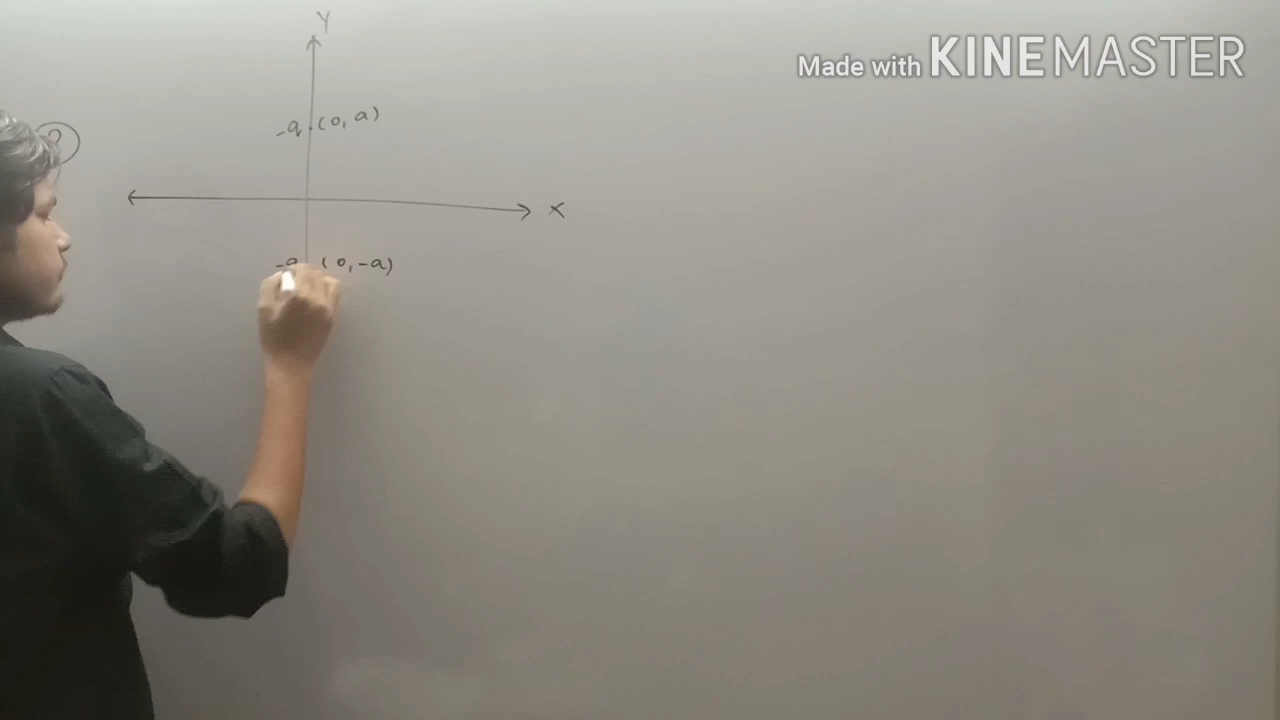 Y
Made with KINEMASTER
-q (0, a)
X
-q (0, -a)